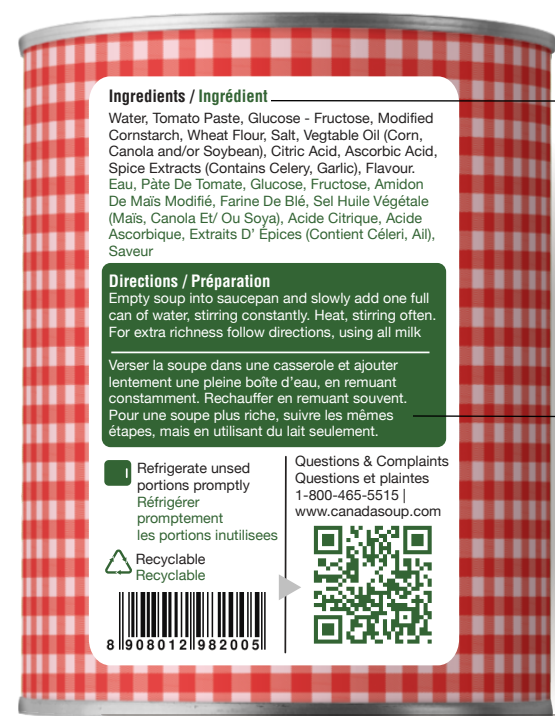 Ingredients / Ingrédient
Water, Tomato Paste, Glucose - Fructose, Modified
Cornstarch, Wheat Flour, Salt, Vegtable Oil (Corn,
Canola and/or Soybean), Citric Acid, Ascorbic Acid,
Spice Extracts (Contains Celery, Garlic), Flavour.
Eau, Pàte De Tomate, Glucose, Fructose, Amidon
De Maïs Modifié, Farine De Blé, Sel Huile Végétale
(Maïs, Canola Et/ Ou Soya), Acide Citrique, Acide
Ascorbique, Extraits D' Épices (Contient Céleri, Ail),
Saveur
Directions / Préparation
Empty soup into saucepan and slowly add one full
can of water, stirring constantly. Heat, stirring often.
For extra richness follow directions, using all milk
Verser la soupe dans une casserole et ajouter
lentement une pleine boîte d'eau, en remuant
constamment. Rechauffer en remuant souvent.
Pour une soupe plus riche, suivre les mêmes
étapes, mais en utilisant du lait seulement.
Refrigerate unsed
portions promptly
Réfrigérer
promptement
les portions inutilisees
Recyclable
Recyclable
8 908012 982005
Questions & Complaints
Questions et plaintes
1-800-465-5515 |
www.canadasoup.com